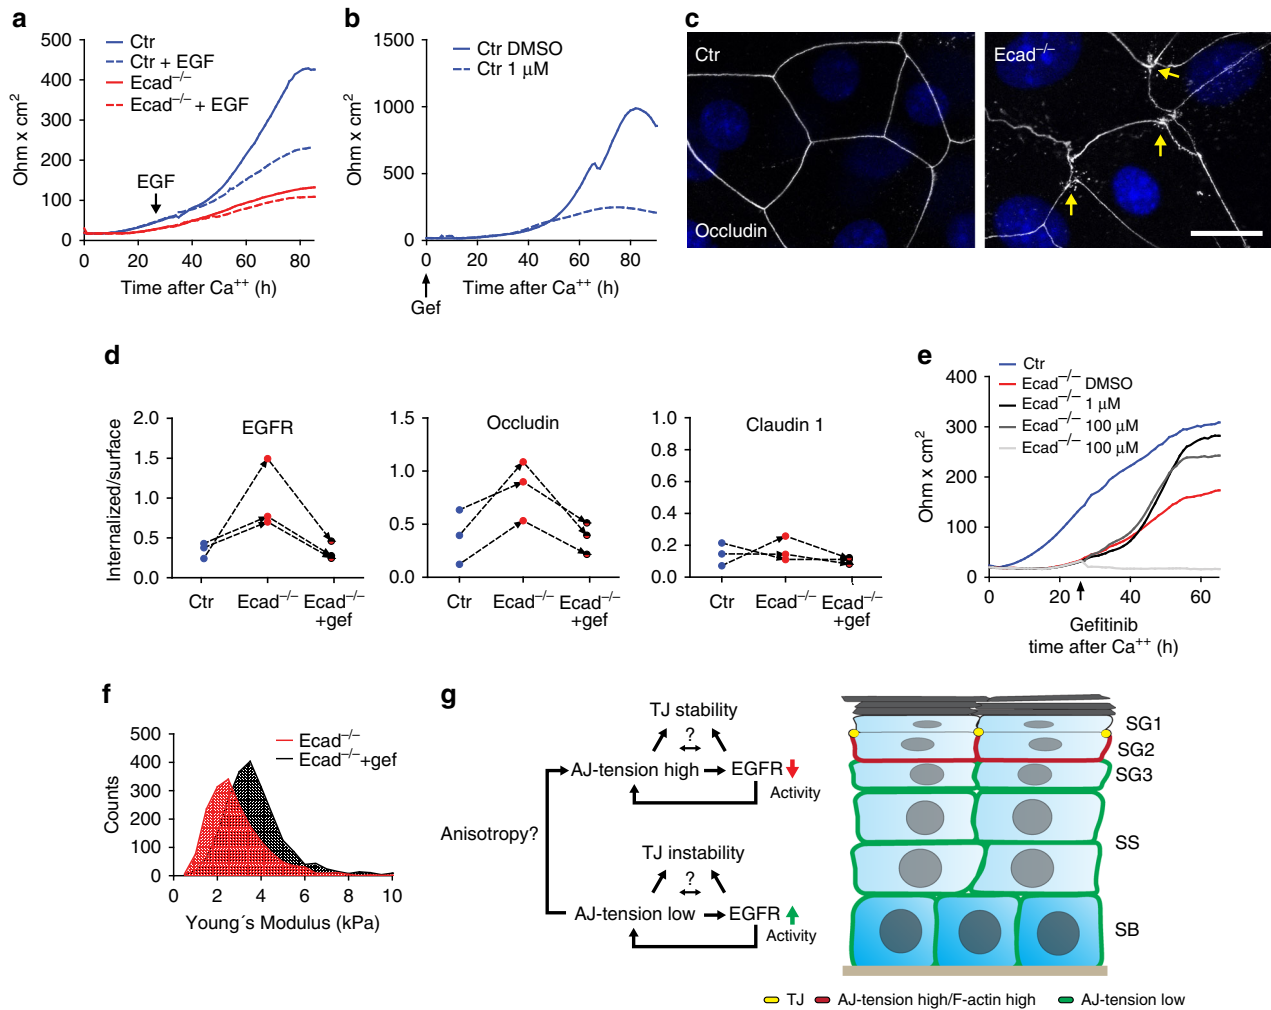 a
500
400
300
200
100
0
Ohm x cm²
Ctr
Ctr + EGF
Ecad⁻/⁻
Ecad⁻/⁻ + EGF
EGF
0 20 40 60 80
Time after Ca⁺⁺ (h)
b
1500
1000
500
0
Ohm x cm²
Ctr DMSO
Ctr 1 µM
0 20 40 60 80
Time after Ca⁺⁺ (h)
Gef
c
Ctr
Occludin
Ecad⁻/⁻
d
Internalized/surface
2.0
1.5
1.0
0.5
0.0
EGFR
Ctr Ecad⁻/⁻ Ecad⁻/⁻
+gef
1.5
1.0
0.5
0.0
Occludin
Ctr Ecad⁻/⁻ Ecad⁻/⁻
+gef
1.0
0.8
0.6
0.4
0.2
0.0
Claudin 1
Ctr Ecad⁻/⁻ Ecad⁻/⁻
+gef
e
Ctr
Ecad⁻/⁻ DMSO
Ecad⁻/⁻ 1 µM
Ecad⁻/⁻ 100 µM
Ecad⁻/⁻ 100 µM
400
300
200
100
0
Ohm x cm²
0 20 40 60
Gefitinib
time after Ca⁺⁺ (h)
f
500
400
300
200
100
0
Counts
Ecad⁻/⁻
Ecad⁻/⁻+gef
0 2 4 6 8 10
Young´s Modulus (kPa)
g
TJ stability
?
AJ-tension high
EGFR
Activity
Anisotropy?
TJ instability
?
AJ-tension low
EGFR
Activity
SG1
SG2
SG3
SS
SB
TJ
AJ-tension high/F-actin high
AJ-tension low